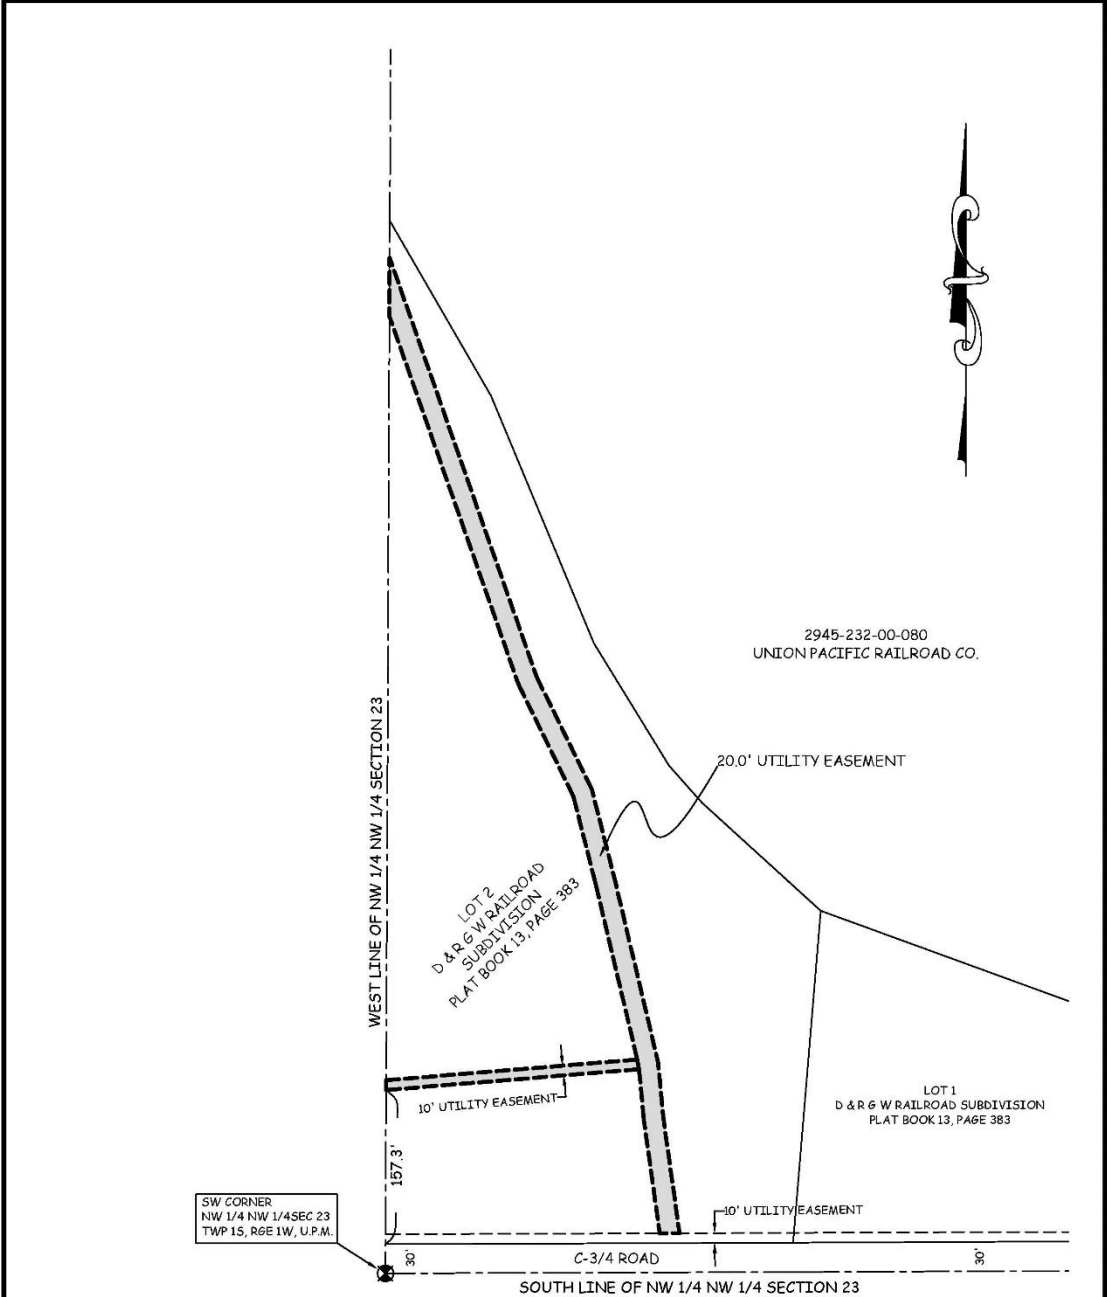 2945-232-00-080
UNION PACIFIC RAILROAD CO.
WEST LINE OF NW 1/4 NW 1/4 SECTION 23
20.0' UTILITY EASEMENT
LOT 2
D & R G W RAILROAD
SUBDIVISION
PLAT BOOK 13, PAGE 383
10' UTILITY EASEMENT
LOT 1
D & R G W RAILROAD SUBDIVISION
PLAT BOOK 13, PAGE 383
157.3'
SW CORNER
NW 1/4 NW 1/4SEC 23
TWP 1S, RGE 1W, U.P.M.
10' UTILITY EASEMENT
30'
C-3/4 ROAD
30'
SOUTH LINE OF NW 1/4 NW 1/4 SECTION 23